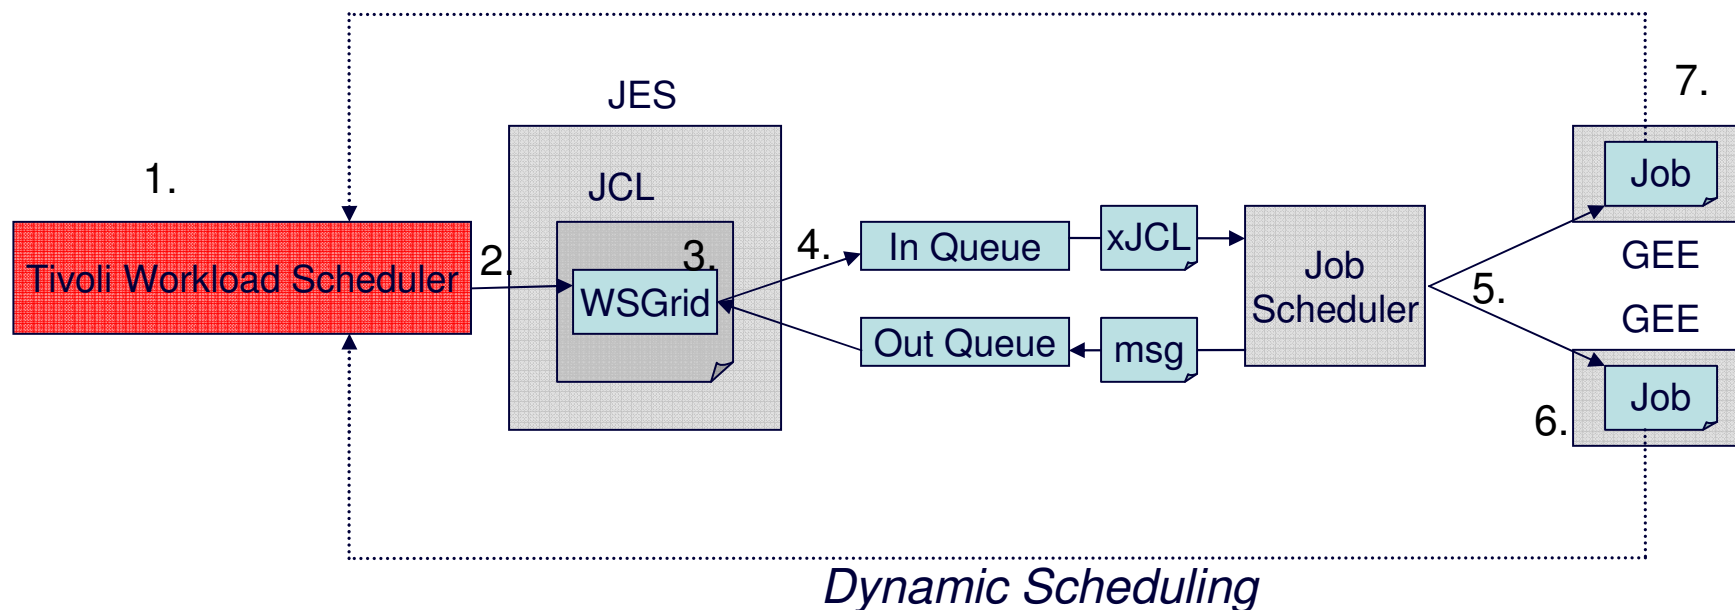 7.
JES
1.
JCL
Job
2.
3.
4.
In Queue
xJCL
Tivoli Workload Scheduler
WSGrid
Job
Scheduler
GEE
5.
GEE
Out Queue
msg
Job
6.
Dynamic Scheduling